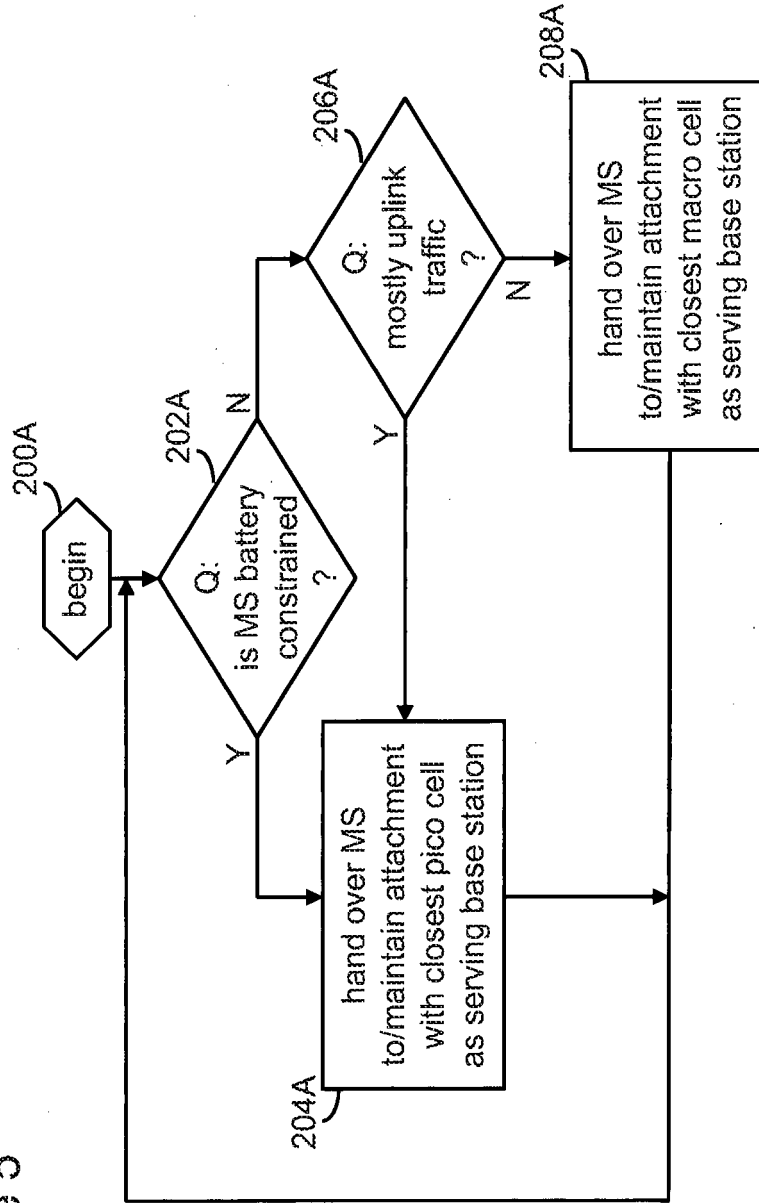 200A
begin
202A
Q:
is MS battery
constrained
?
Y
N
206A
Q:
mostly uplink
traffic
?
Y
N
204A
hand over MS
to/maintain attachment
with closest pico cell
as serving base station
208A
hand over MS
to/maintain attachment
with closest macro cell
as serving base station